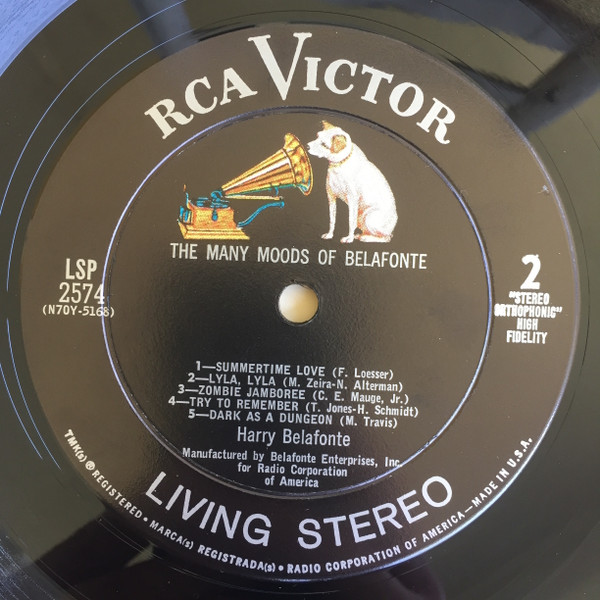 RCA VICTOR
THE MANY MOODS OF BELAFONTE
LSP
2574
(N70Y-5168)
2
"STEREO
ORTHOPHONIC"
HIGH
FIDELITY
1—SUMMERTIME LOVE (F. Loesser)
2—LYLA, LYLA (M. Zeira-N. Alterman)
3—ZOMBIE JAMBOREE (C. E. Mauge, Jr.)
4—TRY TO REMEMBER (T. Jones-H. Schmidt)
5—DARK AS A DUNGEON (M. Travis)
Harry Belafonte
Manufactured by Belafonte Enterprises, Inc.
for Radio Corporation
of America
LIVING STEREO
TMK(s) ® REGISTERED • MARCA(s) REGISTRADA(s) • RADIO CORPORATION OF AMERICA—MADE IN U.S.A.